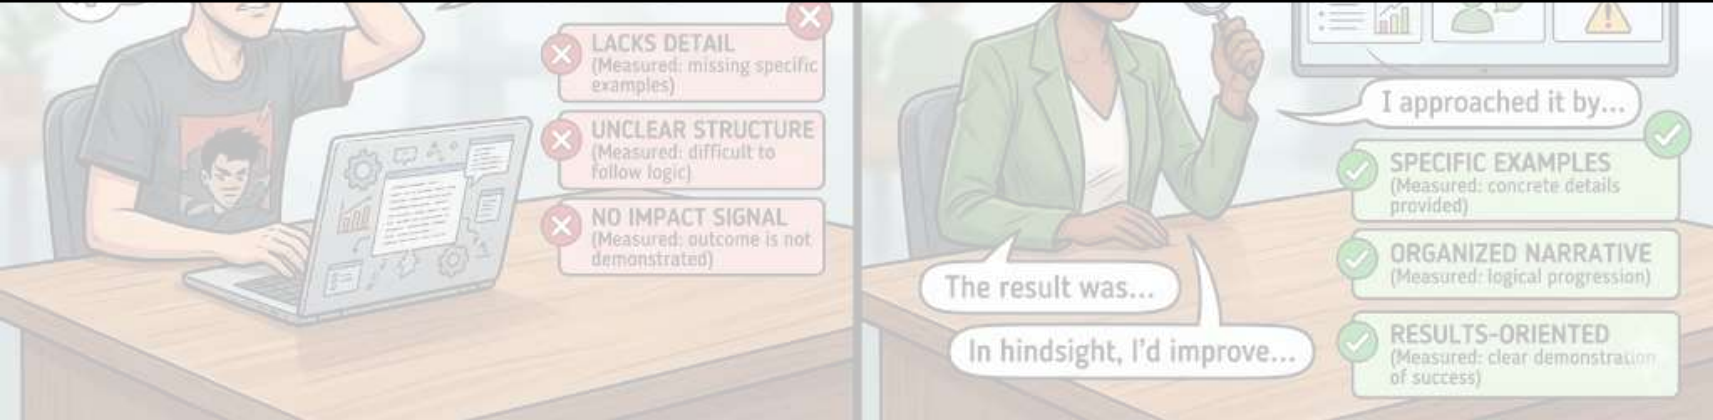 LACKS DETAIL
(Measured: missing specific
examples)
UNCLEAR STRUCTURE
(Measured: difficult to
follow logic)
NO IMPACT SIGNAL
(Measured: outcome is not
demonstrated)
I approached it by...
SPECIFIC EXAMPLES
(Measured: concrete details
provided)
ORGANIZED NARRATIVE
(Measured: logical progression)
The result was...
In hindsight, I'd improve...
RESULTS-ORIENTED
(Measured: clear demonstration
of success)